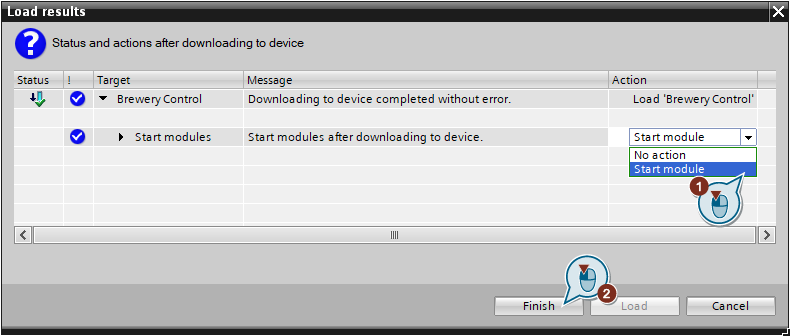 Load results
Status and actions after downloading to device
Status ! Target Message Action
Brewery Control Downloading to device completed without error. Load 'Brewery Control'
Start modules Start modules after downloading to device. Start module
No action
Start module
1
2
Finish Load Cancel